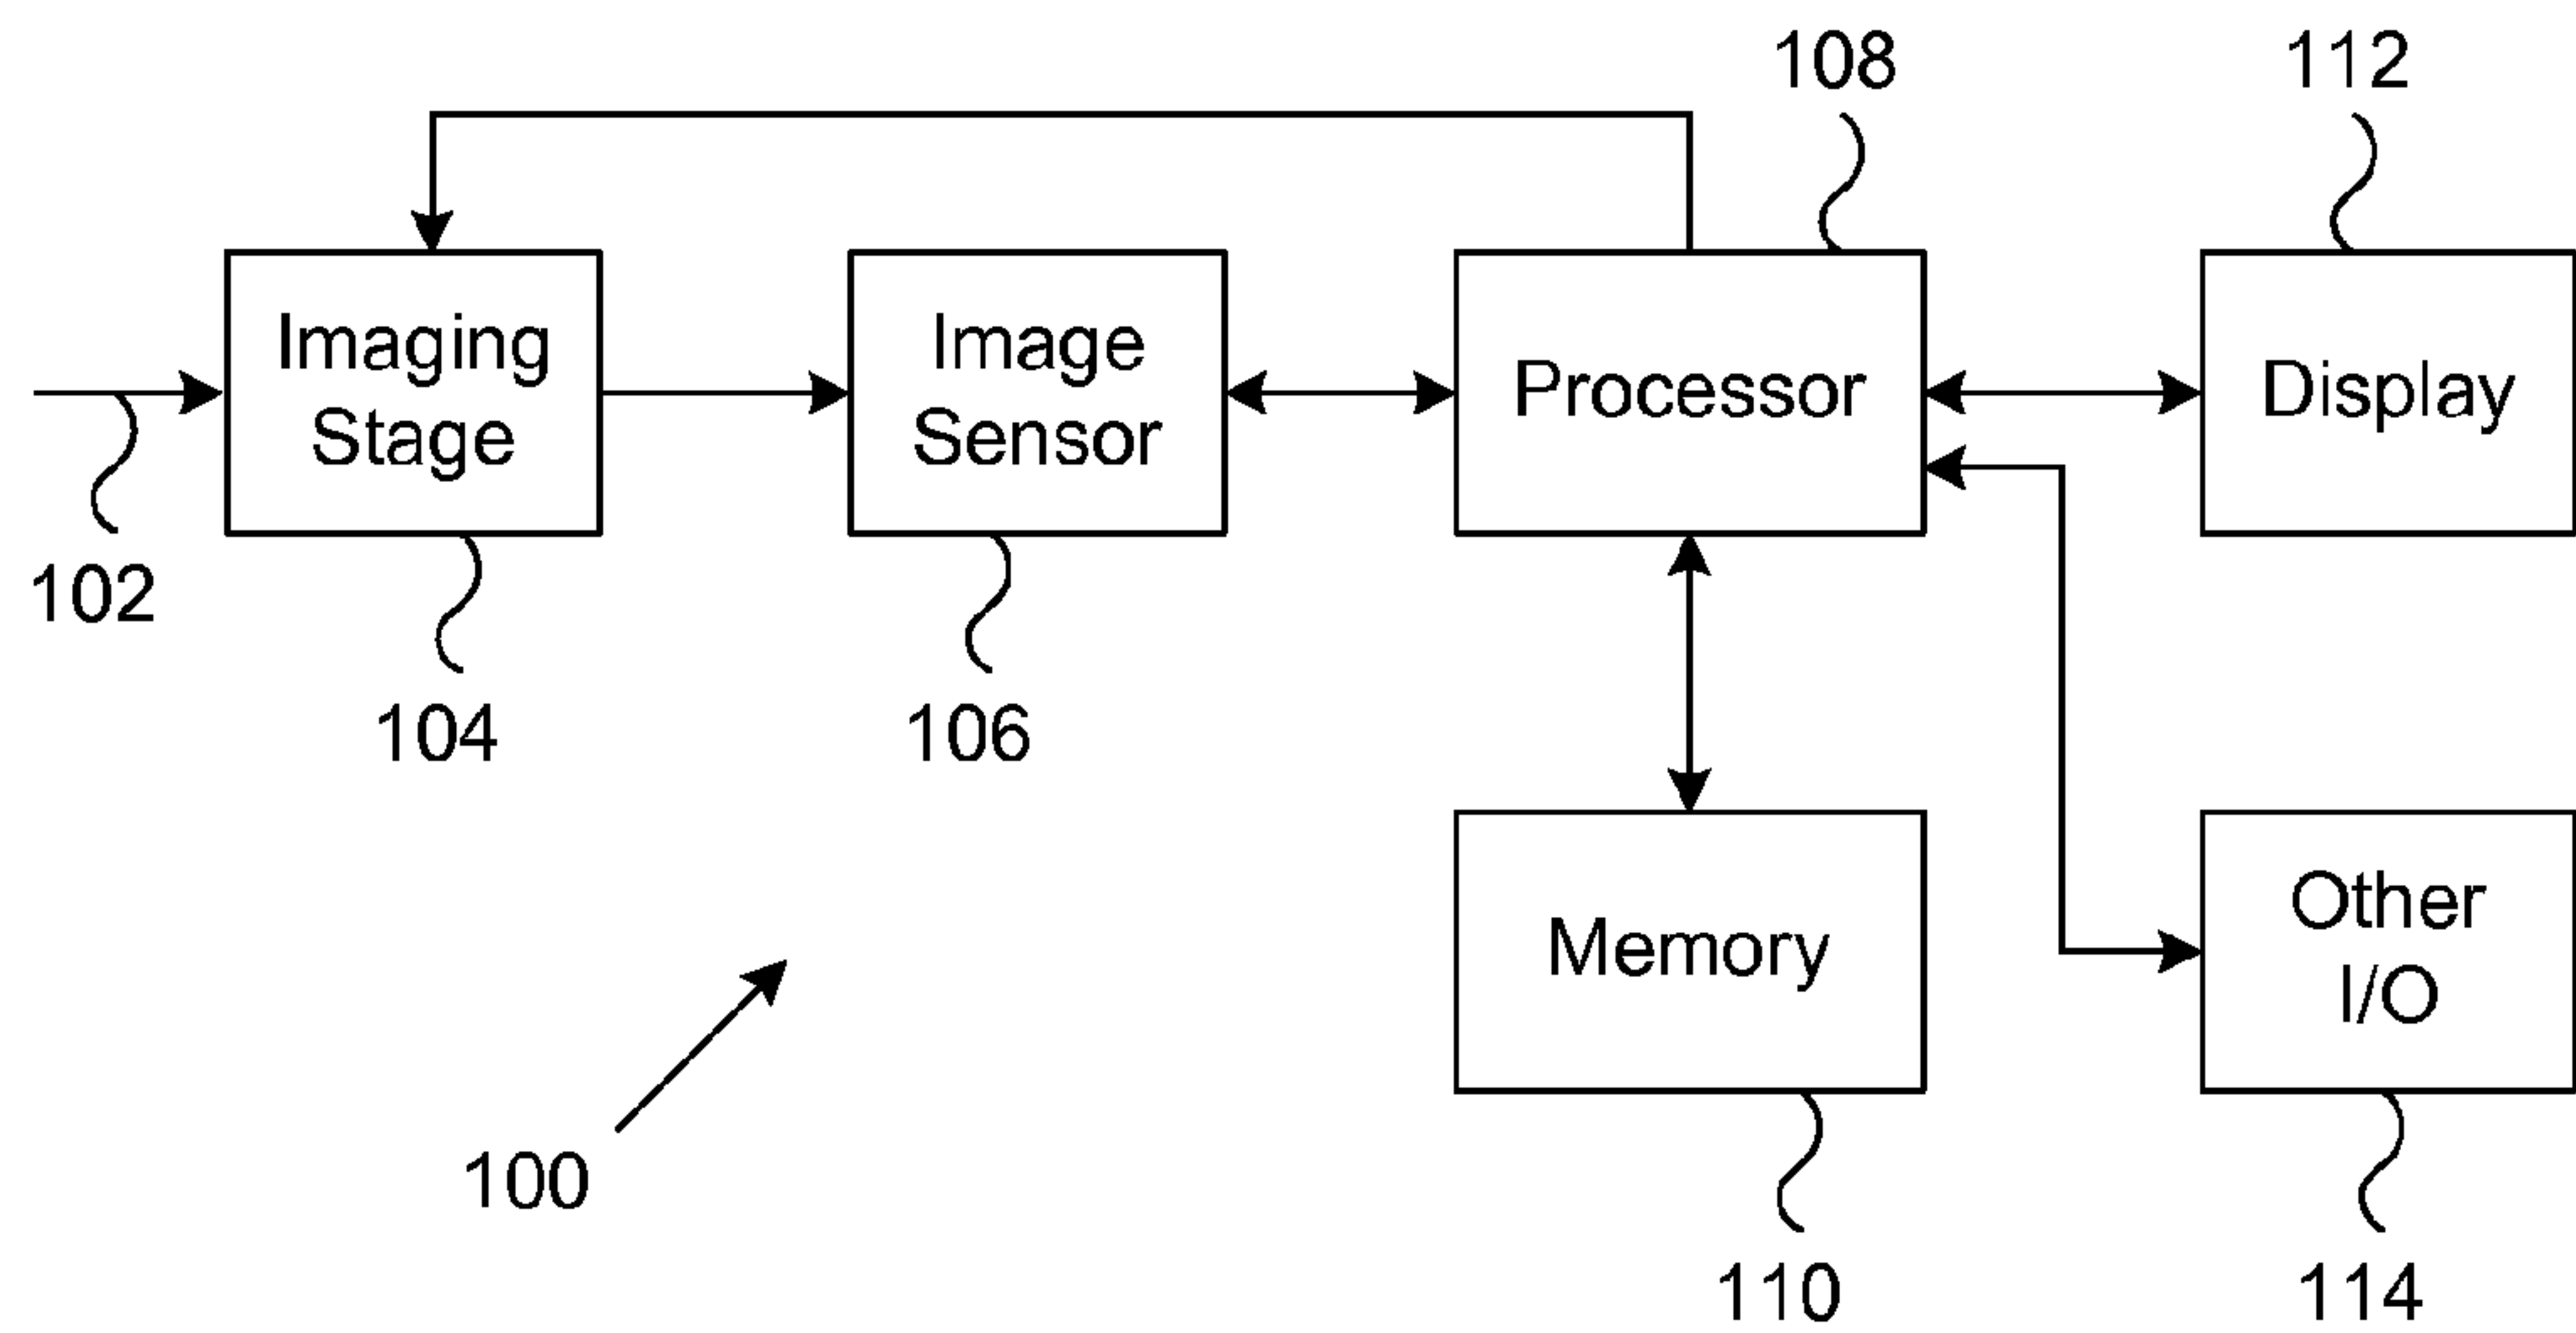 108
112
Imaging
Stage
Image
Sensor
Processor
Display
102
104
106
Memory
Other
I/O
100
110
114